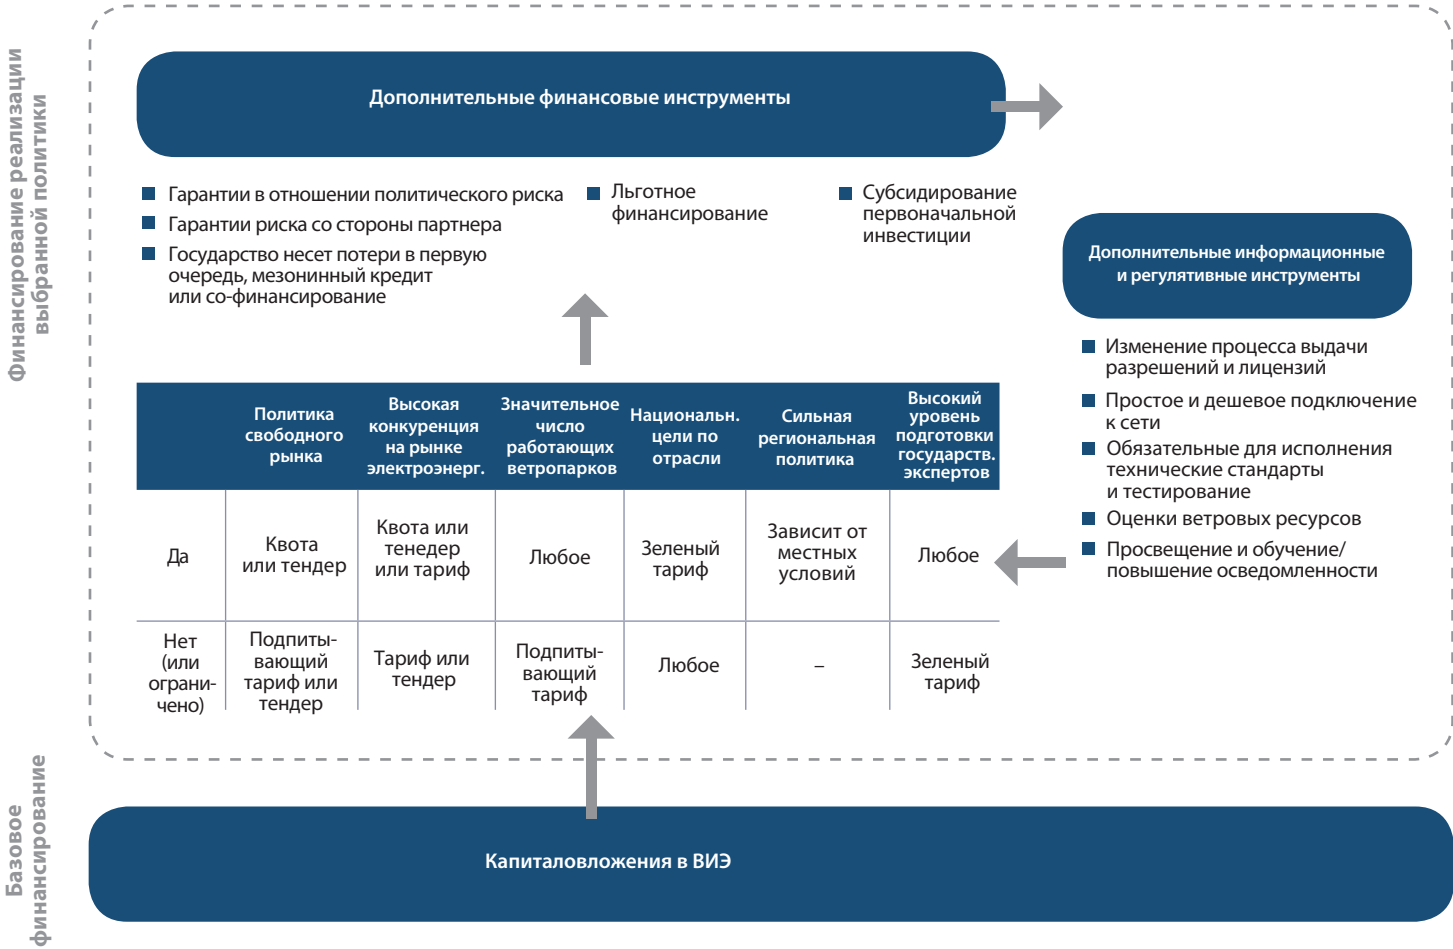 Финансирование реализации
выбранной политики
Дополнительные финансовые инструменты
Гарантии в отношении политического риска
Гарантии риска со стороны партнера
Государство несет потери в первую
очередь, мезонинный кредит
или со-финансирование
Льготное
финансирование
Субсидирование
первоначальной
инвестиции
Дополнительные информационные
и регулятивные инструменты
Изменение процесса выдачи
разрешений и лицензий
Простое и дешевое подключение
к сети
Обязательные для исполнения
технические стандарты
и тестирование
Оценки ветровых ресурсов
Просвещение и обучение/
повышение осведомленности
Политика
свободного
рынка
Высокая
конкуренция
на рынке
электроэнерг.
Значительное
число
работающих
ветропарков
Национальн.
цели по
отрасли
Сильная
региональная
политика
Высокий
уровень
подготовки
государств.
экспертов
Да
Квота
или тендер
Квота или
тенедер
или тариф
Любое
Зеленый
тариф
Зависит от
местных
условий
Любое
Нет
(или
ограни-
чено)
Подпиты-
вающий
тариф или
тендер
Тариф или
тендер
Подпиты-
вающий
тариф
Любое
–
Зеленый
тариф
Базовое
финансирование
Капиталовложения в ВИЭ